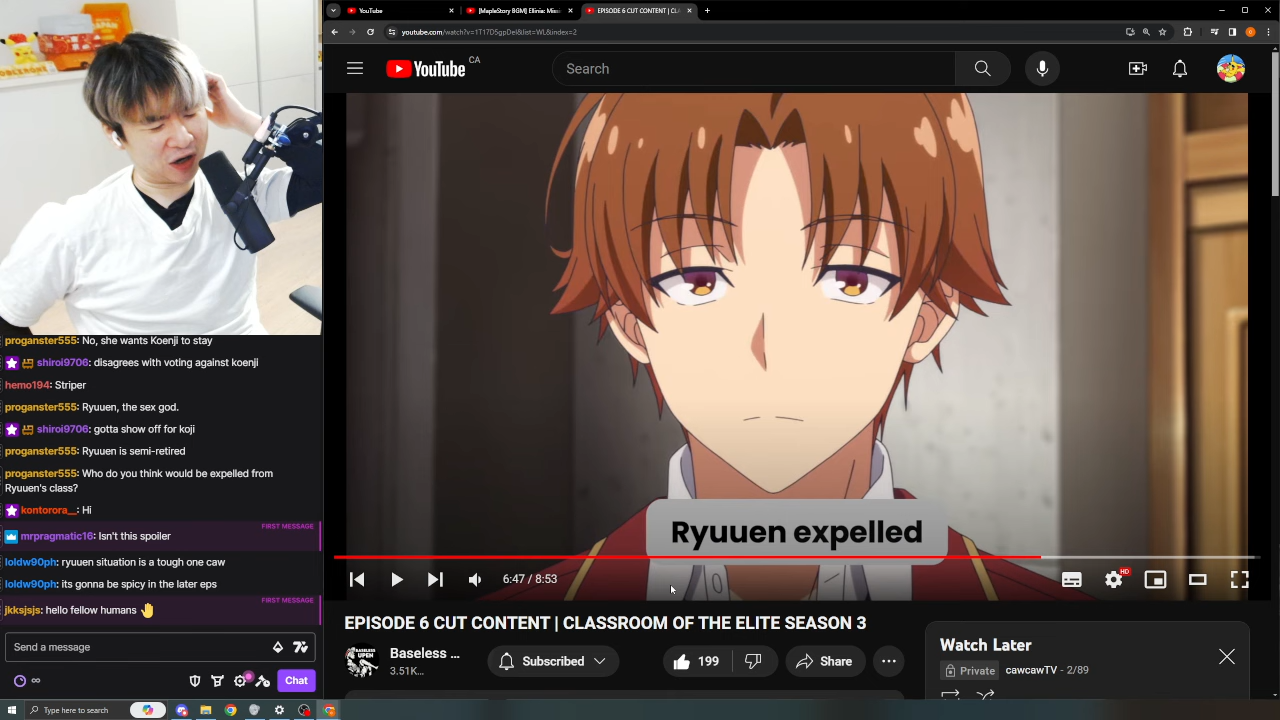 YouTube
[MapleStory BGM] Ellinia: Miss
EPISODE 6 CUT CONTENT | CLA
youtube.com/watch?v=1T17D5gpDeI&list=WL&index=2
YouTube CA
Search
Ryuuen expelled
6:47 / 8:53
HD
EPISODE 6 CUT CONTENT | CLASSROOM OF THE ELITE SEASON 3
BASELESS
UPEN
Baseless ...
3.51K...
Subscribed
199
Share
Watch Later
Private
cawcawTV - 2/89
proganster555: No, she wants Koenji to stay
shiroi9706: disagrees with voting against koenji
hemo194: Striper
proganster555: Ryuuen, the sex god.
shiroi9706: gotta show off for koji
proganster555: Ryuuen is semi-retired
proganster555: Who do you think would be expelled from
Ryuuen's class?
kontorora__: Hi
FIRST MESSAGE
mrpragmatic16: Isn't this spoiler
loldw90ph: ryuuen situation is a tough one caw
loldw90ph: its gonna be spicy in the later eps
FIRST MESSAGE
jkksjsjs: hello fellow humans
Send a message
Chat
Type here to search